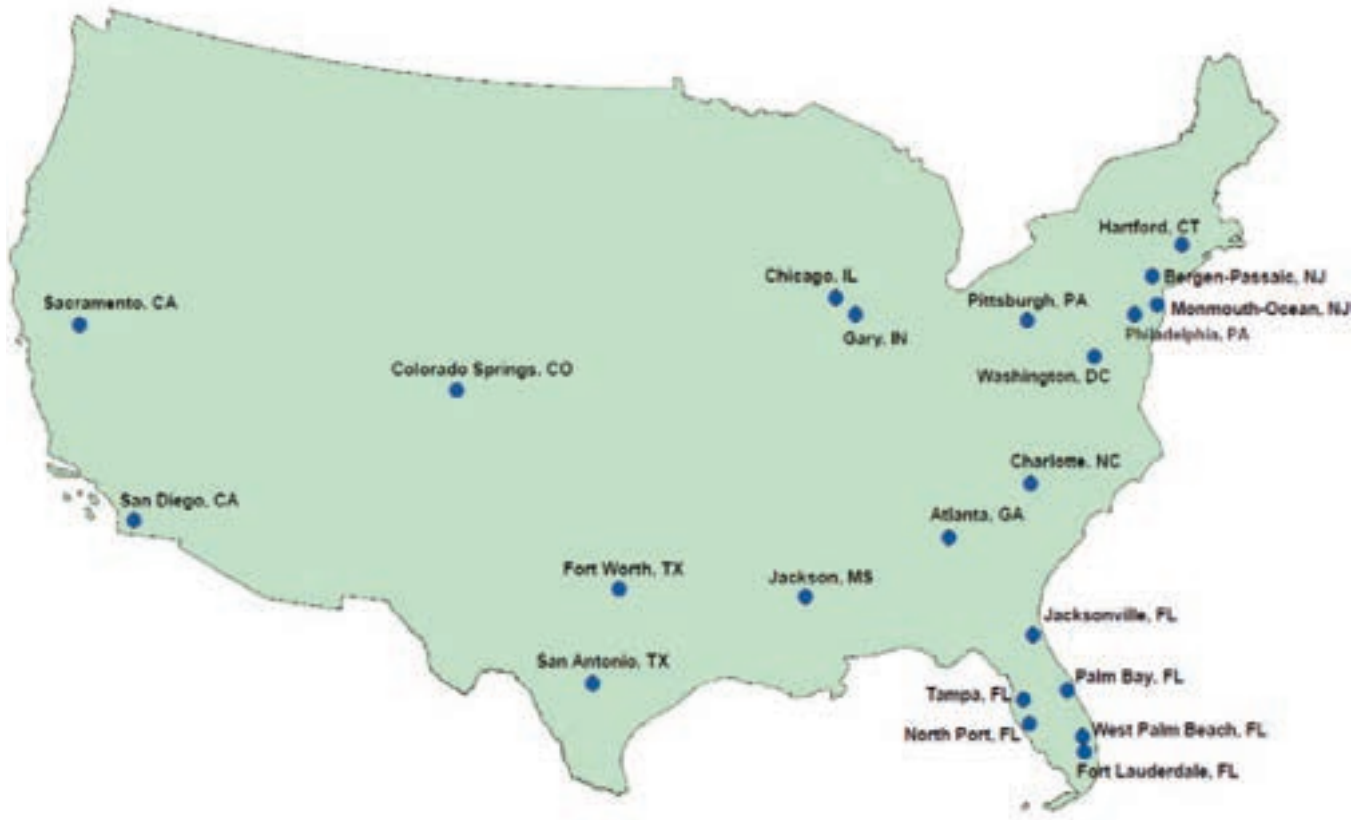 Hartford, CT
Chicago, IL
Bergen-Passaic, NJ
Sacramento, CA
Pittsburgh, PA
Monmouth-Ocean, NJ
Gary, IN
Philadelphia, PA
Colorado Springs, CO
Washington, DC
Charlotte, NC
San Diego, CA
Atlanta, GA
Fort Worth, TX
Jackson, MS
Jacksonville, FL
San Antonio, TX
Palm Bay, FL
Tampa, FL
North Port, FL
West Palm Beach, FL
Fort Lauderdale, FL